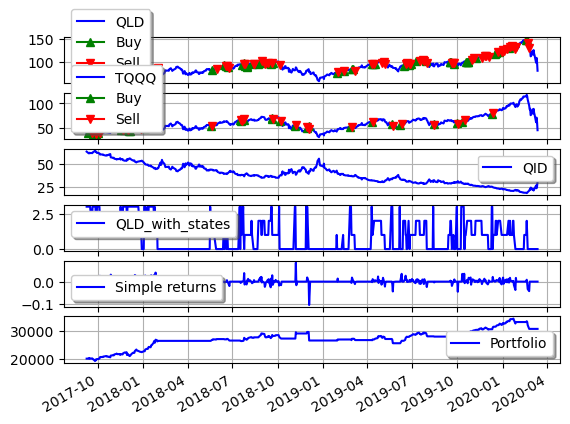 QLD
Buy
Sell
150
100
TQQQ
Buy
Sell
100
50
QID
50
25
QLD_with_states
2.5
0.0
Simple returns
0.0
−0.1
Portfolio
30000
20000
2017-10
2018-01
2018-04
2018-07
2018-10
2019-01
2019-04
2019-07
2019-10
2020-01
2020-04